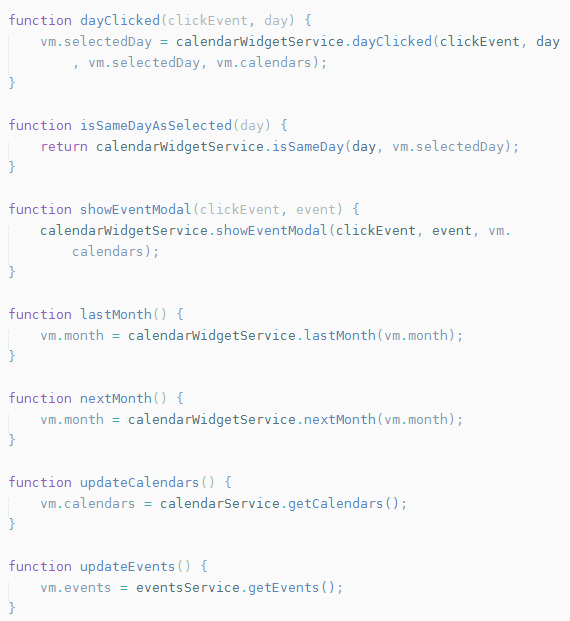 function dayClicked(clickEvent, day) {
    vm.selectedDay = calendarWidgetService.dayClicked(clickEvent, day
        , vm.selectedDay, vm.calendars);
}

function isSameDayAsSelected(day) {
    return calendarWidgetService.isSameDay(day, vm.selectedDay);
}

function showEventModal(clickEvent, event) {
    calendarWidgetService.showEventModal(clickEvent, event, vm.
        calendars);
}

function lastMonth() {
    vm.month = calendarWidgetService.lastMonth(vm.month);
}

function nextMonth() {
    vm.month = calendarWidgetService.nextMonth(vm.month);
}

function updateCalendars() {
    vm.calendars = calendarService.getCalendars();
}

function updateEvents() {
    vm.events = eventsService.getEvents();
}